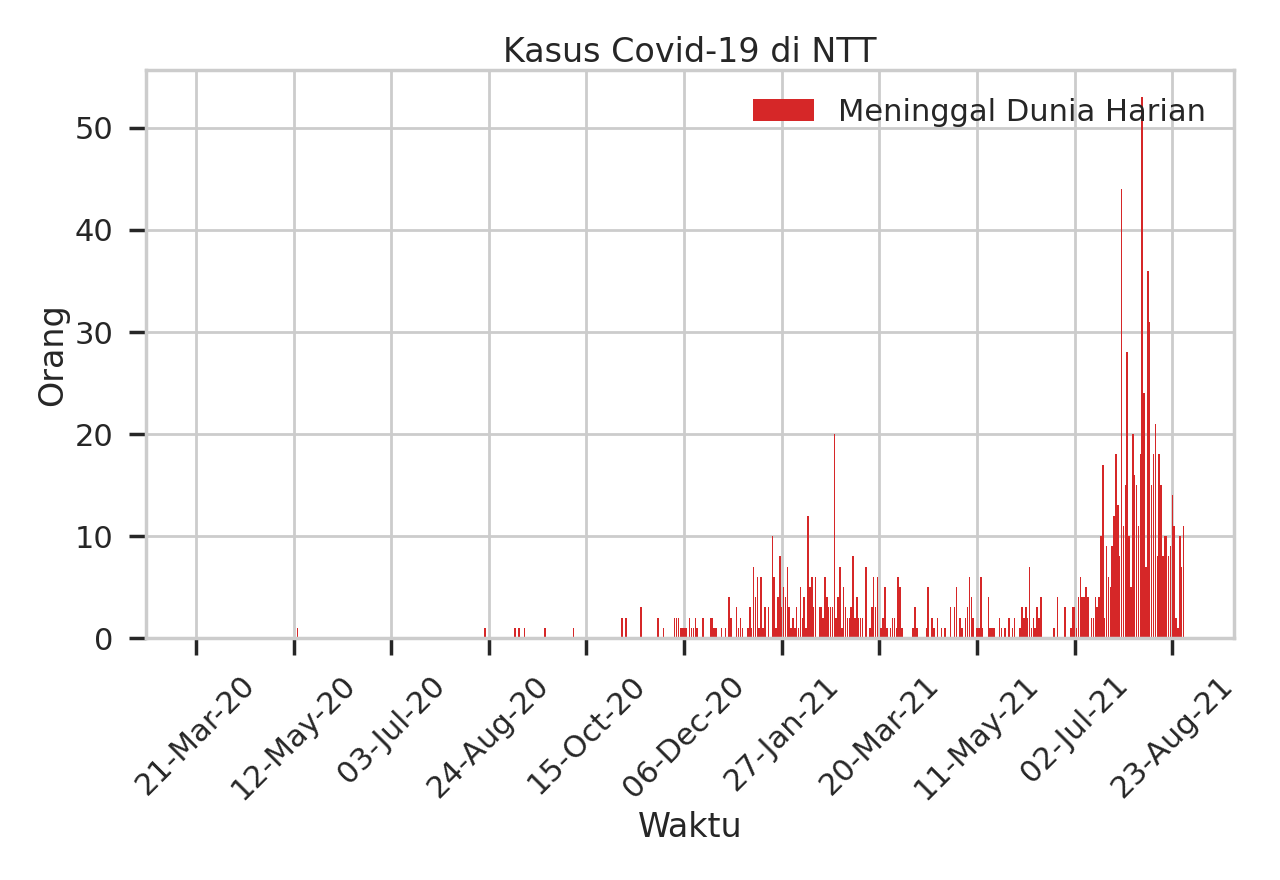 Kasus Covid-19 di NTT
Meninggal Dunia Harian
50
40
30
20
10
0
Orang
21-Mar-20
12-May-20
03-Jul-20
24-Aug-20
15-Oct-20
06-Dec-20
27-Jan-21
20-Mar-21
11-May-21
02-Jul-21
23-Aug-21
Waktu